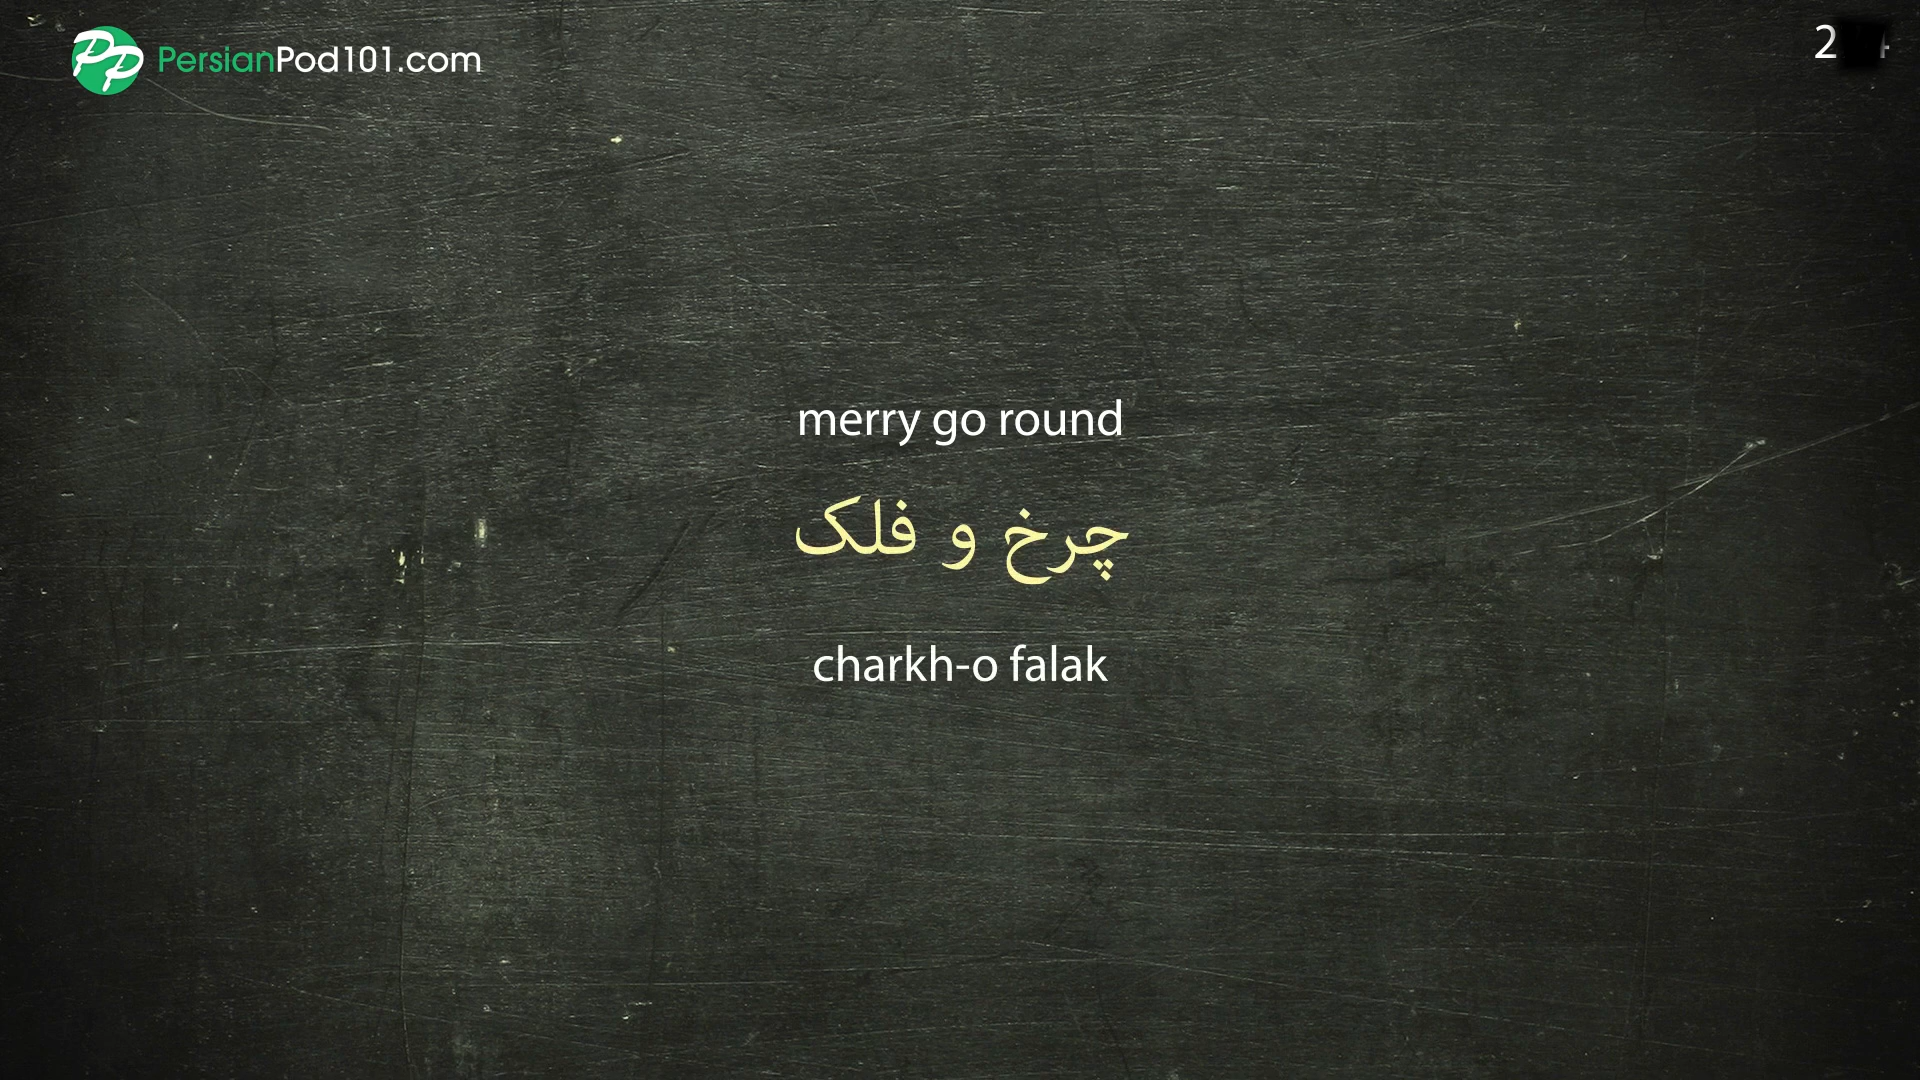 PersianPod101.com
merry go round
چرخ و فلک
charkh-o falak